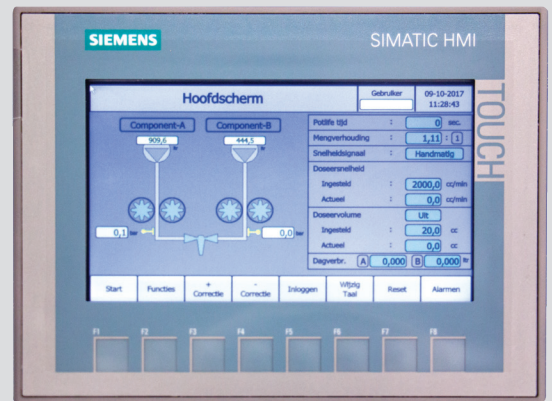 SIEMENS
SIMATIC HMI
TOUCH
Hoofdscherm
Gebruiker
09-10-2017
11:28:43
Component-A
Component-B
909,6
444,5
0,1 bar
0,0 bar
Potlife tijd : 0 sec.
Mengverhouding : 1,11 : 1
Snelheidsignaal : Handmatig
Doseersnelheid
Ingesteld : 2000,0 cc/min
Actueel : 0,0 cc/min
Doseervolume Uit
Ingesteld : 20,0 cc
Actueel : 0,0 cc
Dagverbr. A 0,000 B 0,000 ltr
Start
Functies
+ Correctie
- Correctie
Inloggen
Wijzig Taal
Reset
Alarmen
F1 F2 F3 F4 F5 F6 F7 F8